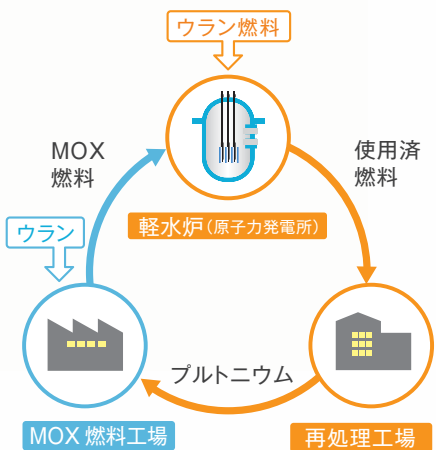 ウラン燃料
MOX
燃料
使用済
燃料
軽水炉(原子力発電所)
ウラン
プルトニウム
MOX 燃料工場
再処理工場